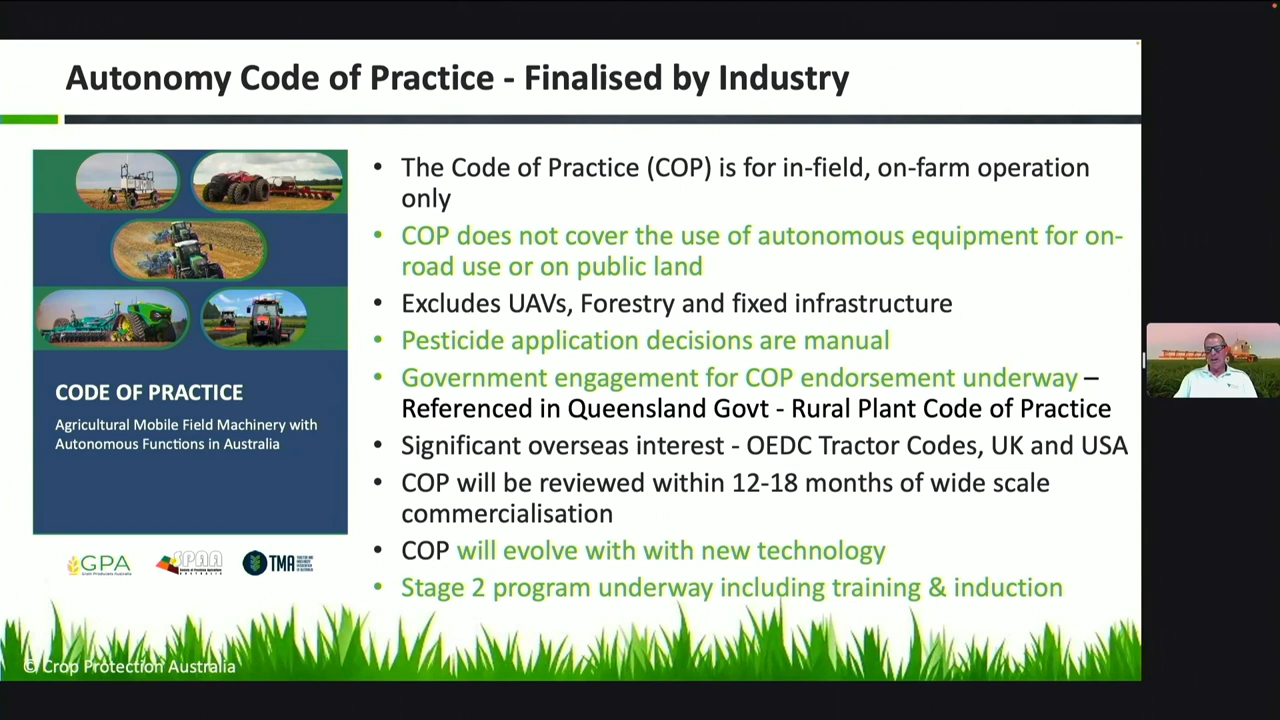 Autonomy Code of Practice - Finalised by Industry
• The Code of Practice (COP) is for in-field, on-farm operation
only
• COP does not cover the use of autonomous equipment for on-
road use or on public land
• Excludes UAVs, Forestry and fixed infrastructure
• Pesticide application decisions are manual
• Government engagement for COP endorsement underway –
Referenced in Queensland Govt - Rural Plant Code of Practice
• Significant overseas interest - OEDC Tractor Codes, UK and USA
• COP will be reviewed within 12-18 months of wide scale
commercialisation
• COP will evolve with with new technology
• Stage 2 program underway including training & induction
CODE OF PRACTICE
Agricultural Mobile Field Machinery with
Autonomous Functions in Australia
GPA
Grain Producers Australia
SPAA
TMA
© Crop Protection Australia